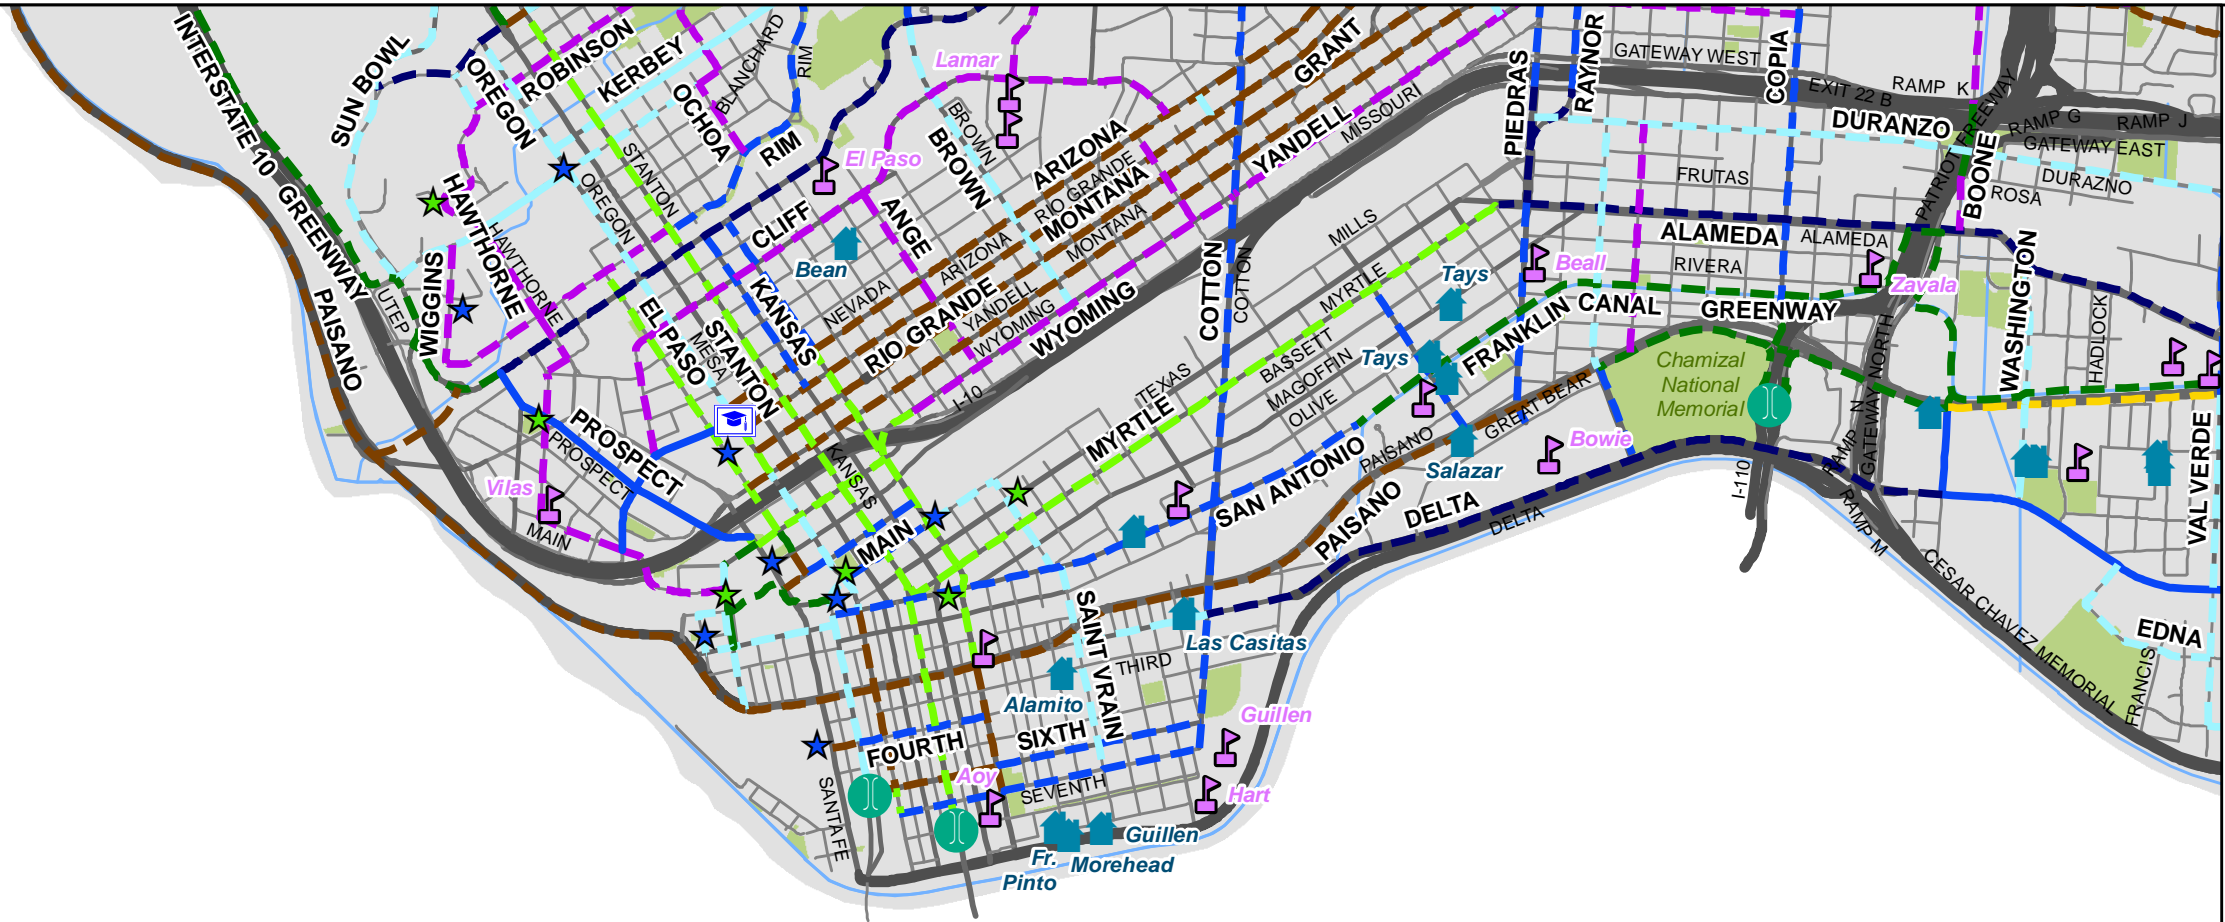 INTERSTATE 10 GREENWAY
SUN BOWL
OREGON
ROBINSON
KERBEY
BLANCHARD
RIM
OCHOA
RIM
STANTON
OREGON
Lamar
El Paso
BROWN
BROWN
GRANT
ARIZONA
RIO GRANDE
MONTANA
MONTANA
YANDELL
MISSOURI
PIEDRAS
RAYNOR
GATEWAY WEST
COPIA
EXIT 22 B
RAMP K
RAMP G
RAMP J
DURANZO
PATRIOT FREEWAY
GATEWAY EAST
BOONE
DURAZNO
ROSA
FRUTAS
HAWTHORNE
HAWTHORNE
WIGGINS
UTEP
PAISANO
CLIFF
ANGE
Bean
KANSAS
NEVADA
ARIZONA
RIO GRANDE
YANDELL
WYOMING
WYOMING
COTTON
COTTON
MILLS
MYRTLE
Tays
Beall
ALAMEDA
ALAMEDA
RIVERA
Zavala
WASHINGTON
HADLOCK
EL PASO
MESA
STANTON
I-10
TEXAS
BASSETT
MAGOFFIN
OLIVE
Tays
FRANKLIN
CANAL
GREENWAY
Chamizal
National
Memorial
GATEWAY NORTH
RAMP N
VAL VERDE
PROSPECT
PROSPECT
Vilas
MAIN
KANSAS
MAIN
MYRTLE
SAN ANTONIO
PAISANO
GREAT BEAR
Salazar
Bowie
PAISANO
DELTA
DELTA
I-110
RAMP M
CESAR CHAVEZ MEMORIAL
EDNA
FRANCIS
SAINT VRAIN
Las Casitas
THIRD
Alamito
FOURTH
SIXTH
Guillen
Aoy
SEVENTH
Hart
SANTA FE
Guillen
Fr.
Pinto
Morehead